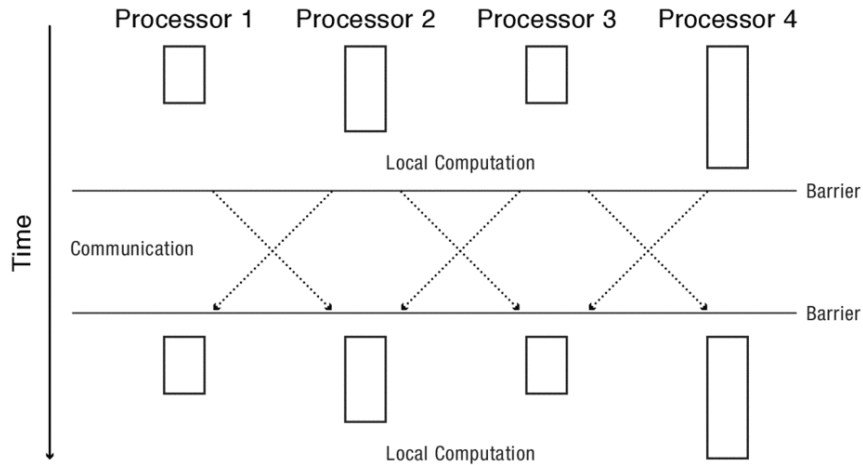 Processor 1
Processor 2
Processor 3
Processor 4
Local Computation
Barrier
Time
Communication
Barrier
Local Computation